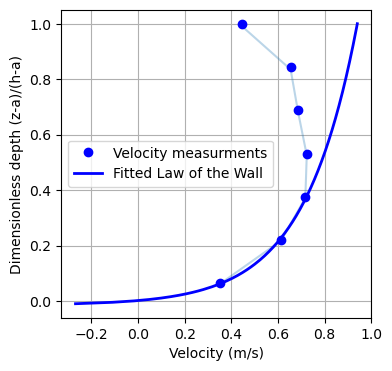 Dimensionless depth (z-a)/(h-a)
1.0
0.8
0.6
0.4
0.2
0.0
Velocity measurments
Fitted Law of the Wall
−0.2 0.0 0.2 0.4 0.6 0.8 1.0
Velocity (m/s)